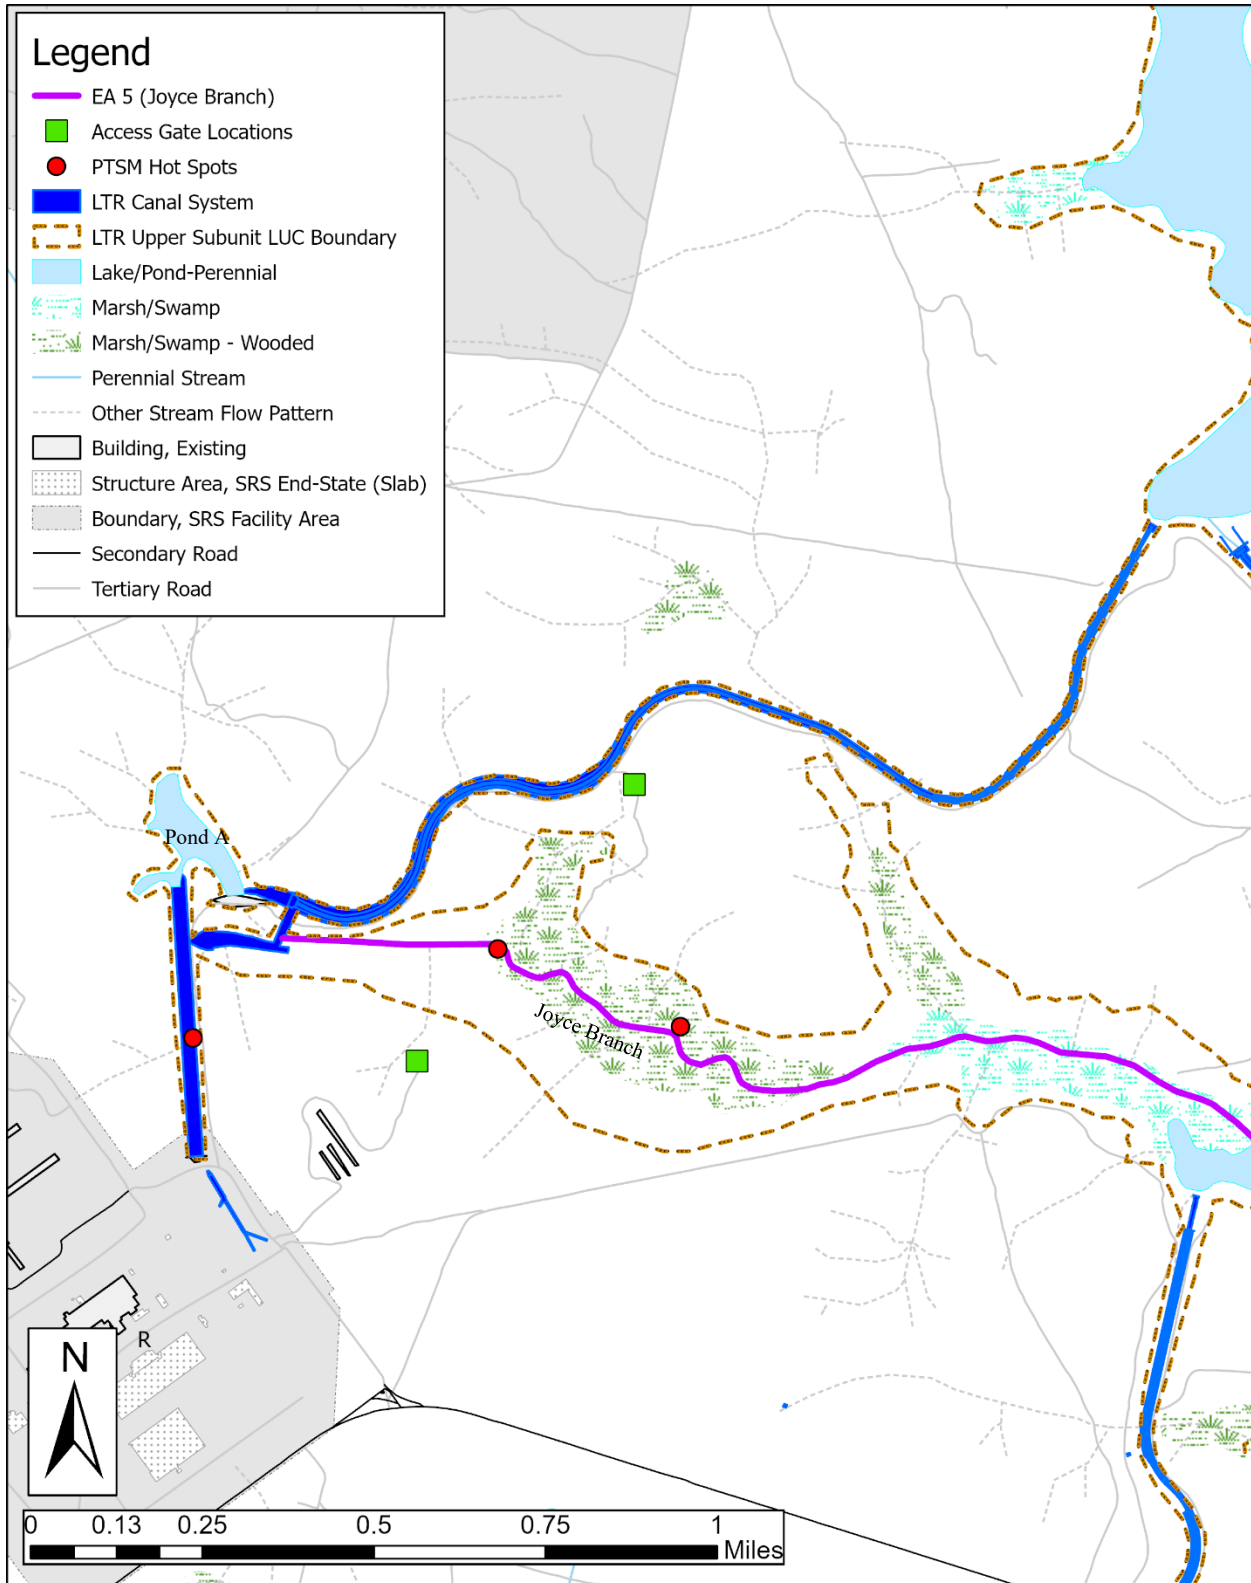 Legend
EA 5 (Joyce Branch)
Access Gate Locations
PTSM Hot Spots
LTR Canal System
LTR Upper Subunit LUC Boundary
Lake/Pond-Perennial
Marsh/Swamp
Marsh/Swamp - Wooded
Perennial Stream
Other Stream Flow Pattern
Building, Existing
Structure Area, SRS End-State (Slab)
Boundary, SRS Facility Area
Secondary Road
Tertiary Road
Pond A
Joyce Branch
R
N
0 0.13 0.25 0.5 0.75 1
Miles